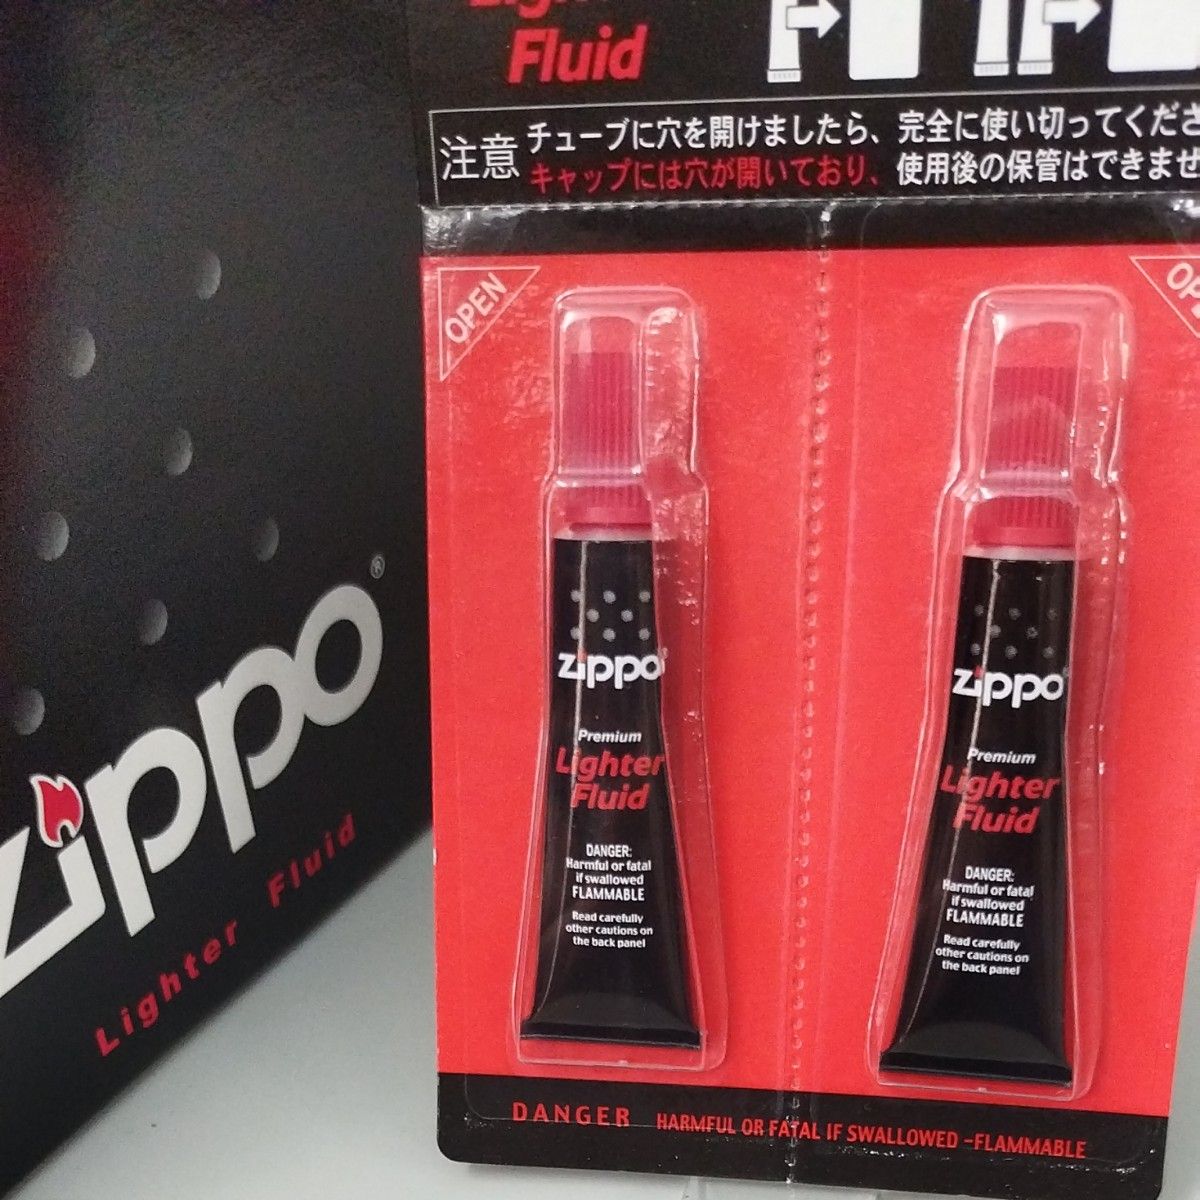 Fluid
注意
チューブに穴を開けましたら、完全に使い切ってくださ
キャップには穴が開いており、使用後の保管はできませ
OPEN
zippo
Premium
Lighter
Fluid
DANGER:
Harmful or fatal
if swallowed
FLAMMABLE
Read carefully
other cautions on
the back panel
zippo
Premium
Lighter
Fluid
DANGER:
Harmful or fatal
if swallowed
FLAMMABLE
Read carefully
other cautions on
the back panel
DANGER HARMFUL OR FATAL IF SWALLOWED -FLAMMABLE
zippo®
Lighter Fluid